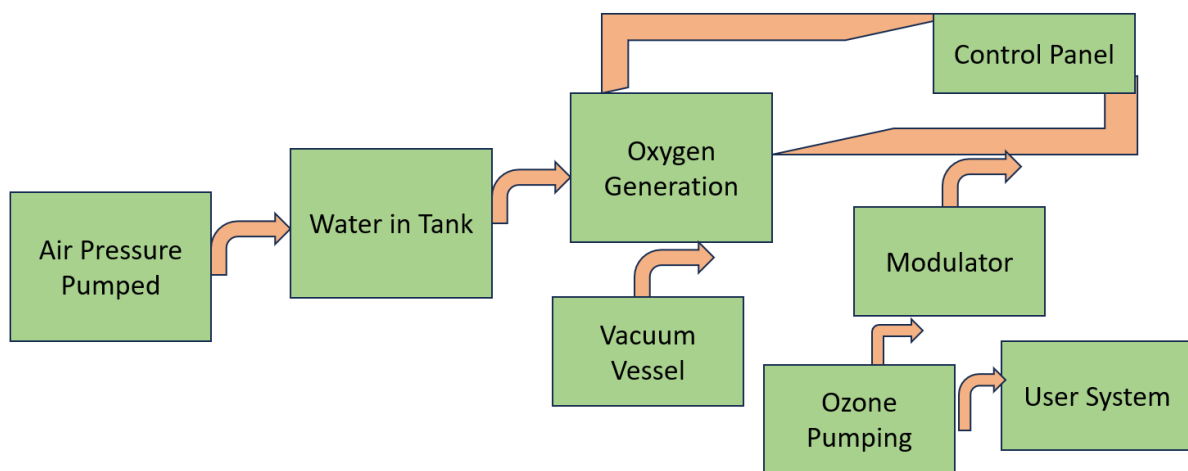 Control Panel
Oxygen
Generation
Water in Tank
Air Pressure
Pumped
Modulator
Vacuum
Vessel
Ozone
Pumping
User System